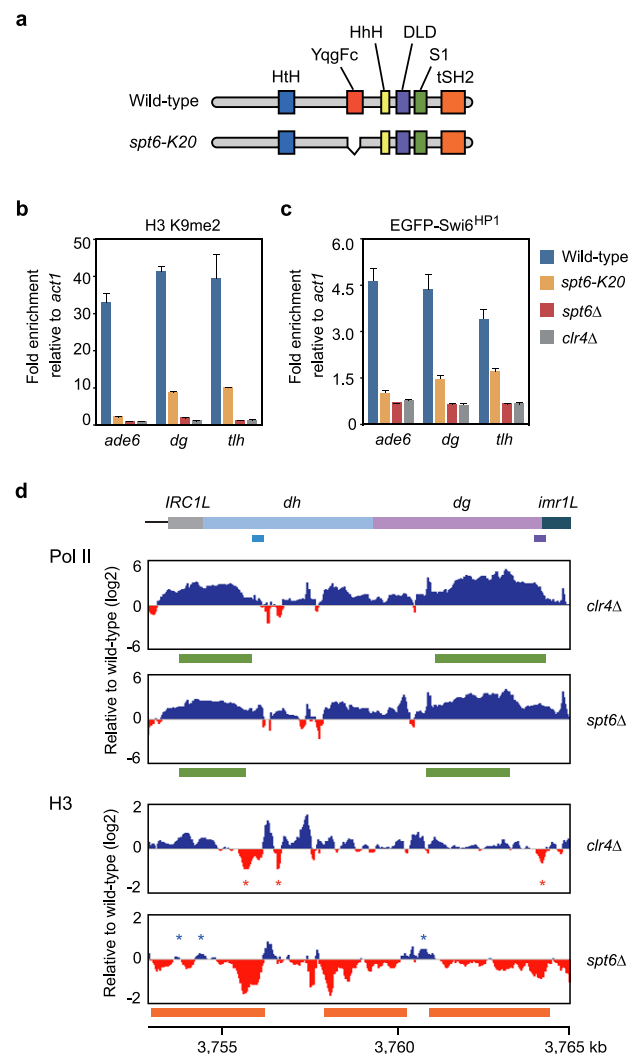 a
HhH DLD
YqgFc S1
HtH tSH2
Wild-type
spt6-K20
b
H3 K9me2
Fold enrichment
relative to act1
50
40
30
20
10
0
ade6 dg tlh
c
EGFP-Swi6HP1
Fold enrichment
relative to act1
6.0
4.5
3.0
1.5
0
ade6 dg tlh
Wild-type
spt6-K20
spt6Δ
clr4Δ
d
IRC1L dh dg imr1L
Pol II
Relative to wild-type (log2)
6
0
-6
clr4Δ
6
0
-6
spt6Δ
H3
Relative to wild-type (log2)
2
0
-2
clr4Δ
* * *
2
* * *
0
-2
spt6Δ
3,755 3,760 3,765 kb